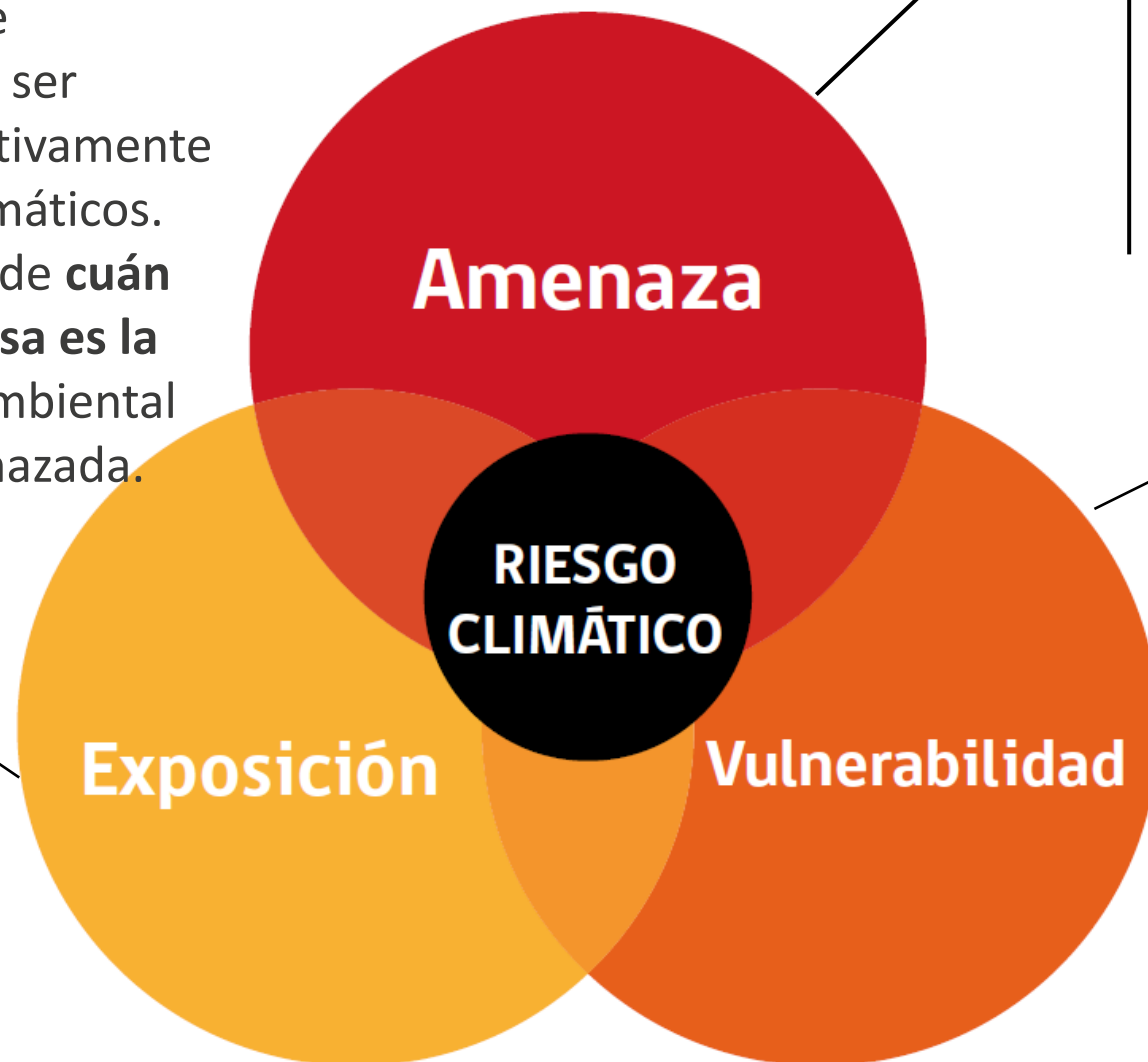 e
ser
tivamente
máticos.
de cuán
sa es la
mbiental
nazada.
Amenaza
RIESGO
CLIMÁTICO
Exposición
Vulnerabilidad